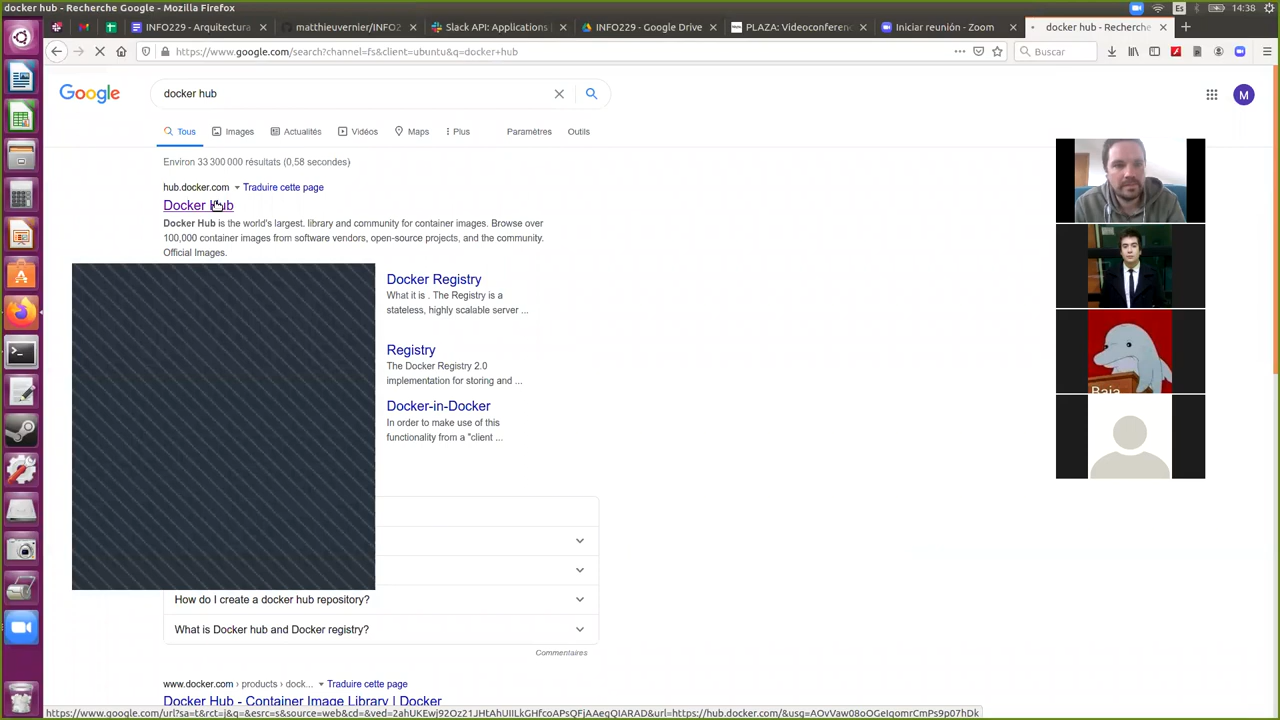 docker hub - Recherche Google - Mozilla Firefox
Es
14:38
INFO229 - Arquitectura
matthieuvernier/INFO2
Slack API: Applications
INFO229 - Google Drive
PLAZA: Videoconferenc
Iniciar reunión - Zoom
docker hub - Recherche
https://www.google.com/search?channel=fs&client=ubuntu&q=docker+hub
Buscar
Google
docker hub
M
Tous
Images
Actualités
Vidéos
Maps
Plus
Paramètres
Outils
Environ 33 300 000 résultats (0,58 secondes)
hub.docker.com
Traduire cette page
Docker Hub
Docker Hub is the world's largest. library and community for container images. Browse over
100,000 container images from software vendors, open-source projects, and the community.
Official Images.
Docker Registry
What it is . The Registry is a
stateless, highly scalable server ...
Registry
The Docker Registry 2.0
implementation for storing and ...
Docker-in-Docker
In order to make use of this
functionality from a "client ...
How do I create a docker hub repository?
What is Docker hub and Docker registry?
Commentaires
www.docker.com › products › dock...
Traduire cette page
Docker Hub - Container Image Library | Docker
Baja